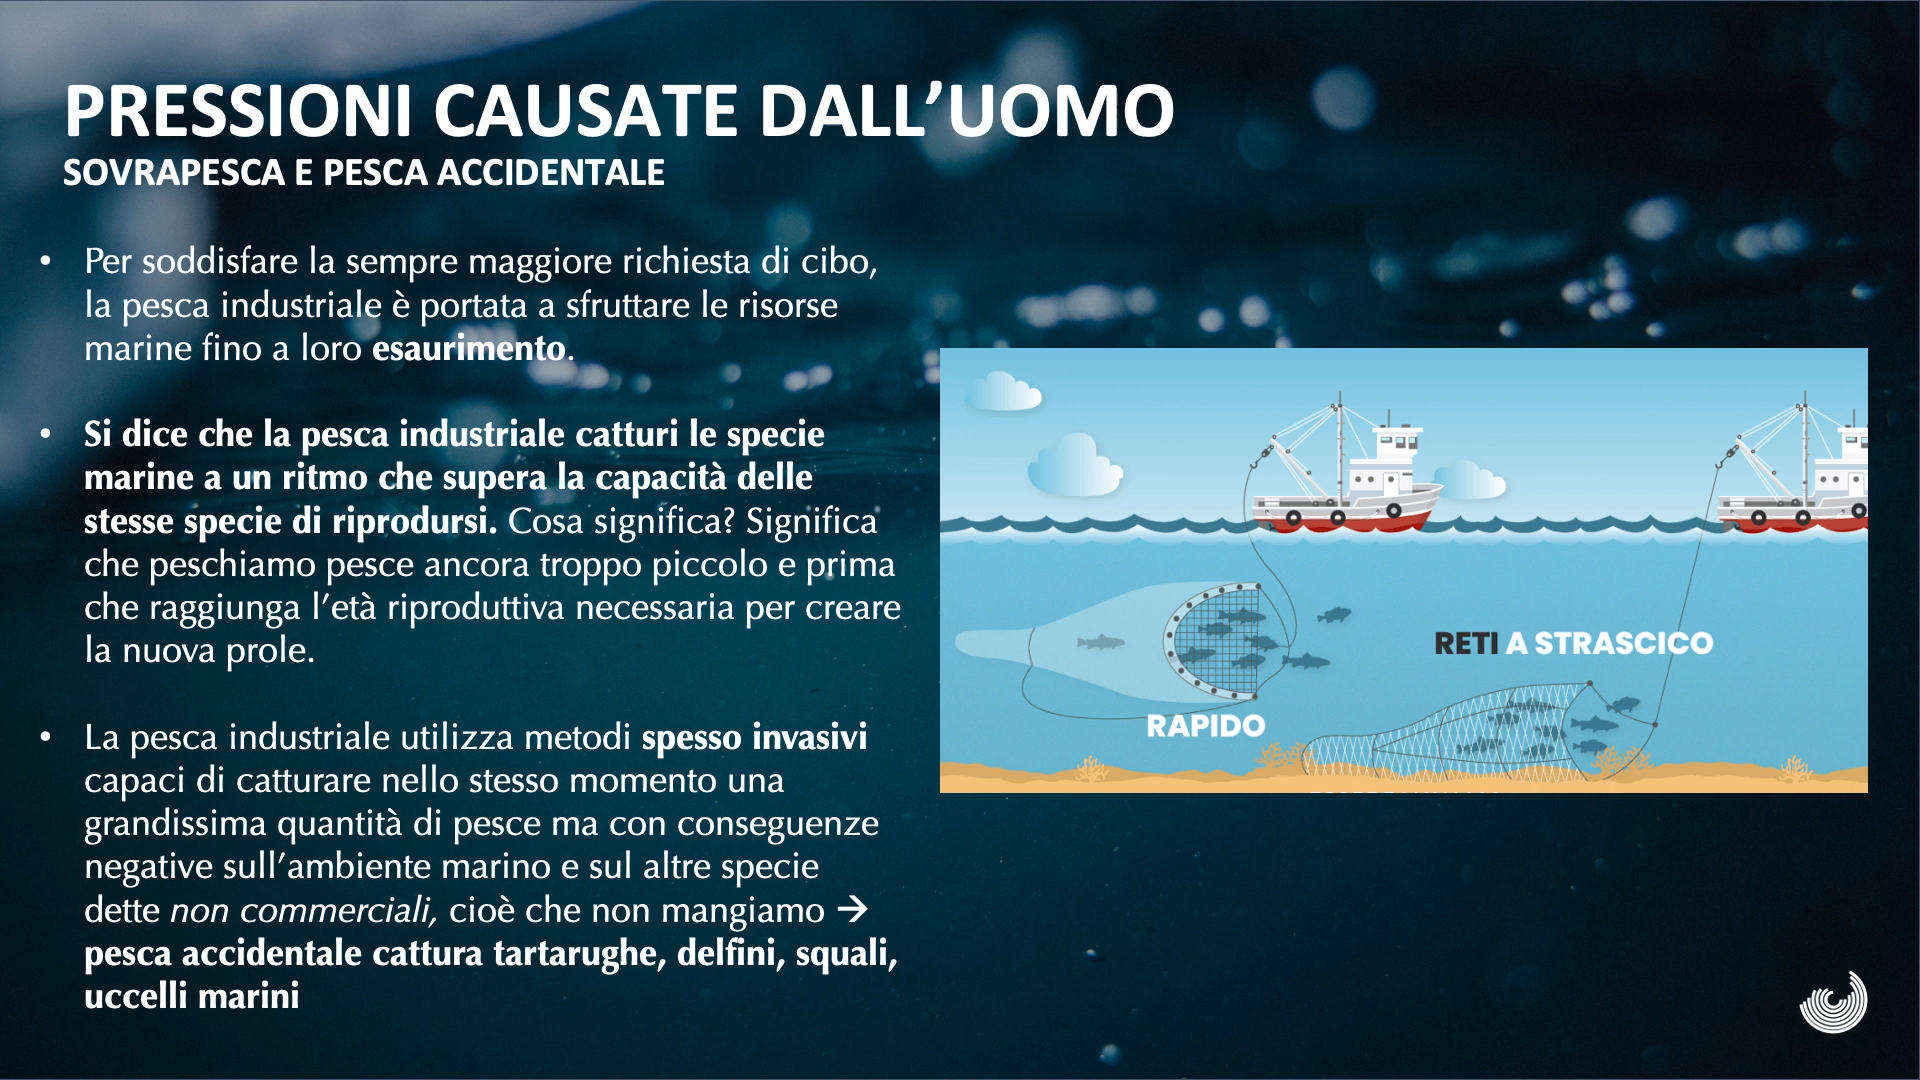 PRESSIONI CAUSATE DALL’UOMO
SOVRAPESCA E PESCA ACCIDENTALE
• Per soddisfare la sempre maggiore richiesta di cibo,
la pesca industriale è portata a sfruttare le risorse
marine fino a loro esaurimento.
• Si dice che la pesca industriale catturi le specie
marine a un ritmo che supera la capacità delle
stesse specie di riprodursi. Cosa significa? Significa
che peschiamo pesce ancora troppo piccolo e prima
che raggiunga l’età riproduttiva necessaria per creare
la nuova prole.
• La pesca industriale utilizza metodi spesso invasivi
capaci di catturare nello stesso momento una
grandissima quantità di pesce ma con conseguenze
negative sull’ambiente marino e sul altre specie
dette non commerciali, cioè che non mangiamo →
pesca accidentale cattura tartarughe, delfini, squali,
uccelli marini
RETI A STRASCICO
RAPIDO